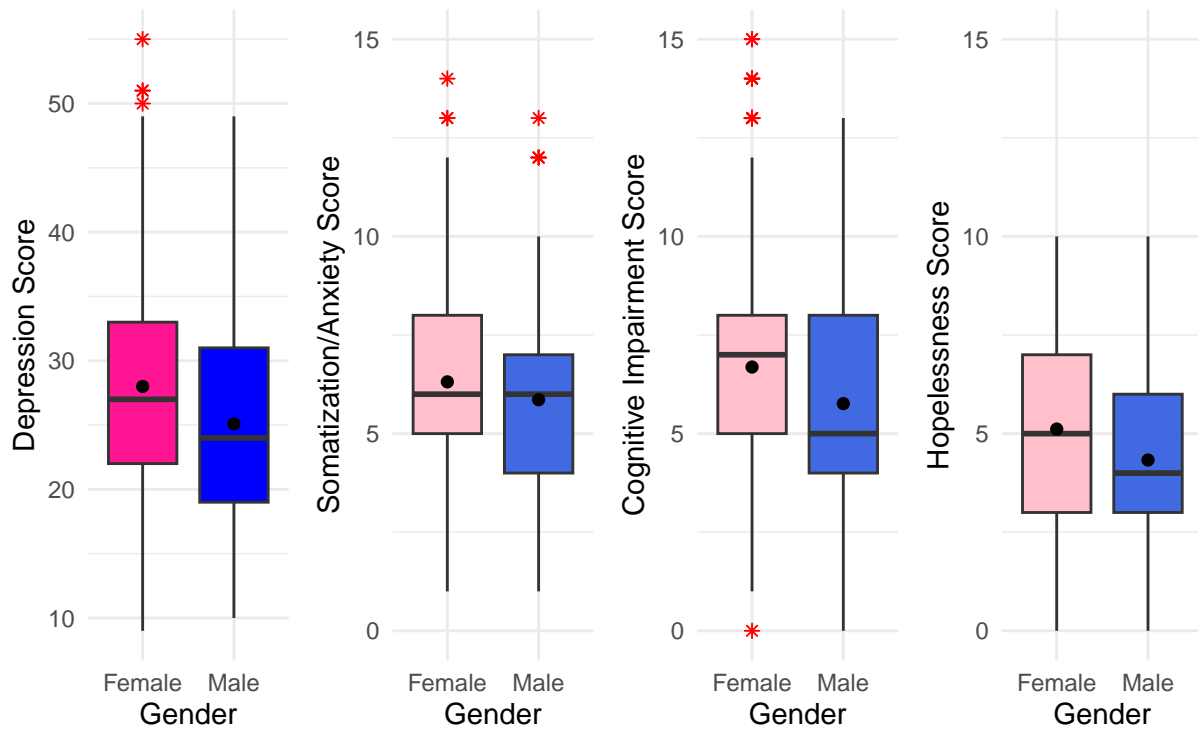 Depression Score
50
40
30
20
10
Female Male
Gender
Somatization/Anxiety Score
15
10
5
0
Female Male
Gender
Cognitive Impairment Score
15
10
5
0
Female Male
Gender
Hopelessness Score
15
10
5
0
Female Male
Gender